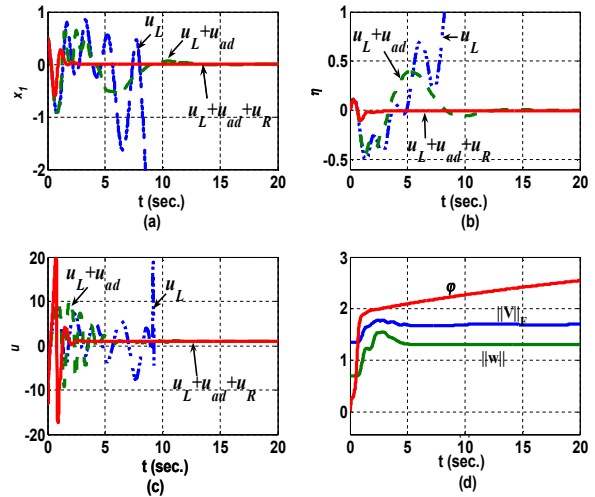 1
0
-1
-2
x1
0 5 10 15 20
t (sec.)
(a)
uL
uL+uad
uL+uad+uR
1
0.5
0
-0.5
η
0 5 10 15 20
t (sec.)
(b)
uL+uad
uL
uL+uad+uR
20
10
0
-10
-20
u
0 5 10 15 20
t (sec.)
(c)
uL+uad
uL
uL+uad+uR
3
2
1
0
0 5 10 15 20
t (sec.)
(d)
φ
||V||F
||w||